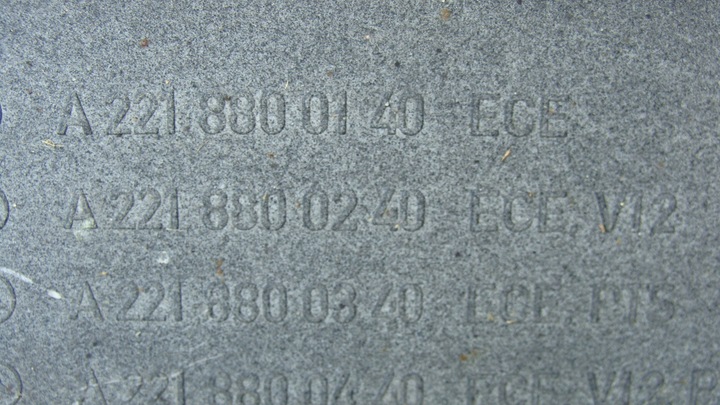 A 221 880 01 40 ECE
A 221 880 02 40 ECE, V12
A 221 880 03 40 ECE, PTS
A 221 880 04 40 ECE, V12